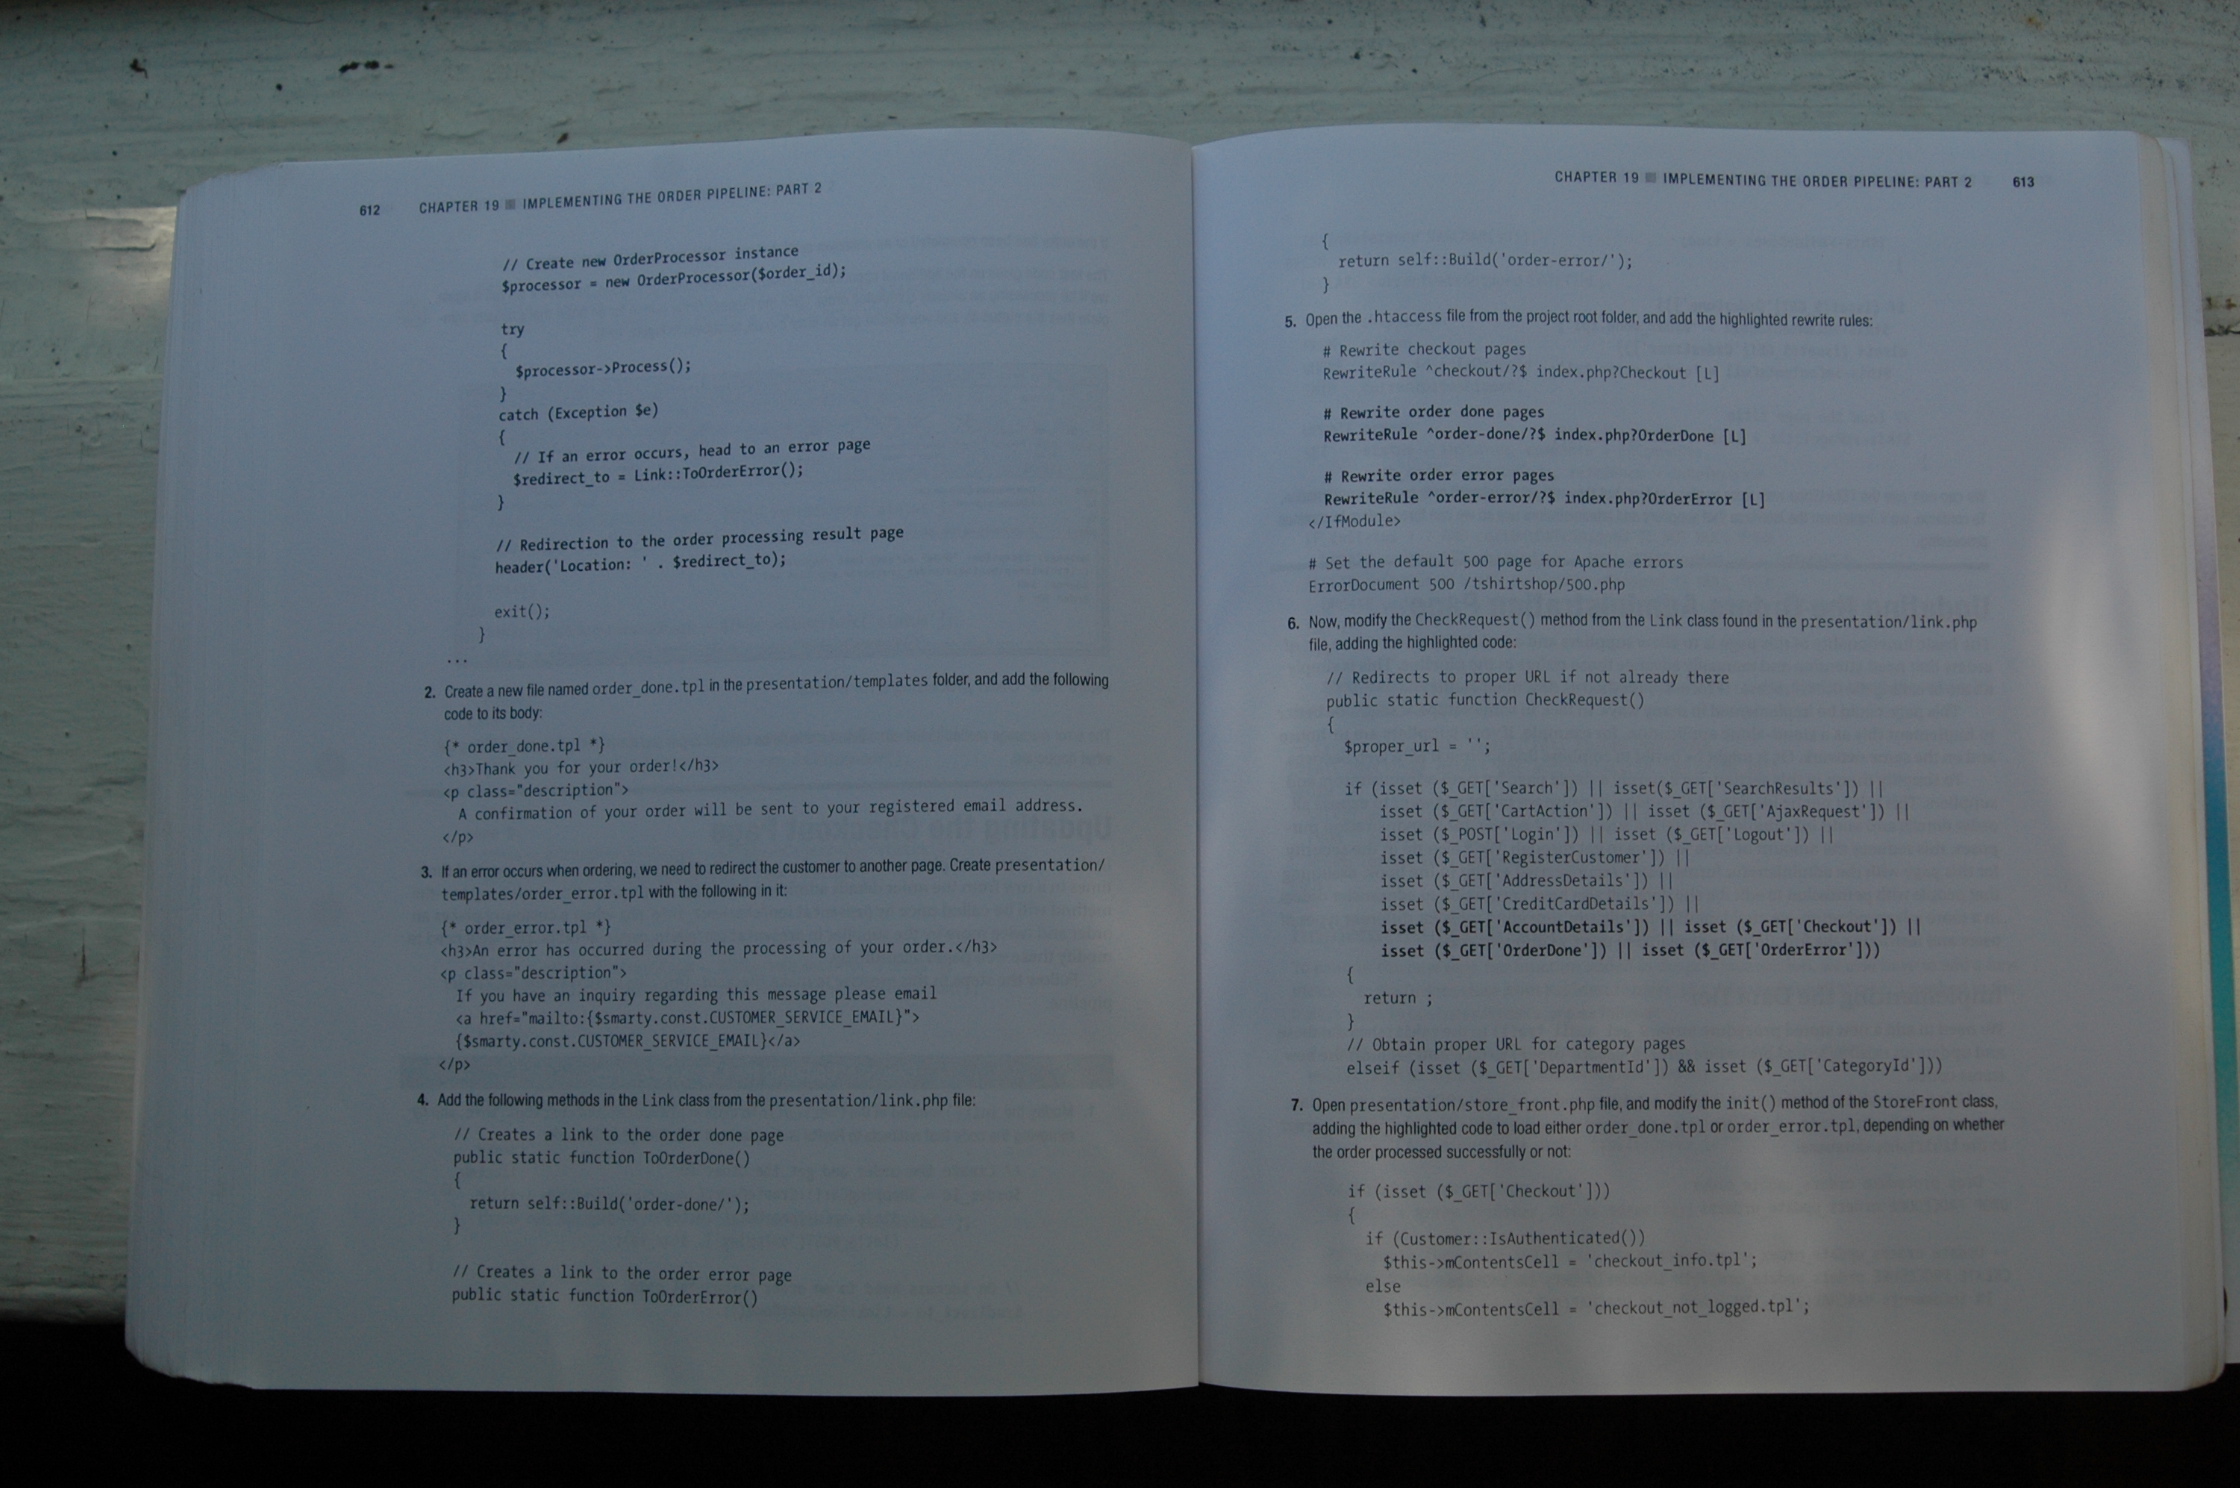 612 CHAPTER 19 ■ IMPLEMENTING THE ORDER PIPELINE: PART 2
// Create new OrderProcessor instance
$processor = new OrderProcessor($order_id);
try
{
$processor->Process();
}
catch (Exception $e)
{
// If an error occurs, head to an error page
$redirect_to = Link::ToOrderError();
}
// Redirection to the order processing result page
header('Location: ' . $redirect_to);
exit();
}
...
2. Create a new file named order_done.tpl in the presentation/templates folder, and add the following
code to its body:
{* order_done.tpl *}
<h3>Thank you for your order!</h3>
<p class="description">
A confirmation of your order will be sent to your registered email address.
</p>
3. If an error occurs when ordering, we need to redirect the customer to another page. Create presentation/
templates/order_error.tpl with the following in it:
{* order_error.tpl *}
<h3>An error has occurred during the processing of your order.</h3>
<p class="description">
If you have an inquiry regarding this message please email
<a href="mailto:{$smarty.const.CUSTOMER_SERVICE_EMAIL}">
{$smarty.const.CUSTOMER_SERVICE_EMAIL}</a>
</p>
4. Add the following methods in the Link class from the presentation/link.php file:
// Creates a link to the order done page
public static function ToOrderDone()
{
return self::Build('order-done/');
}
// Creates a link to the order error page
public static function ToOrderError()
CHAPTER 19 ■ IMPLEMENTING THE ORDER PIPELINE: PART 2 613
{
return self::Build('order-error/');
}
5. Open the .htaccess file from the project root folder, and add the highlighted rewrite rules:
# Rewrite checkout pages
RewriteRule ^checkout/?$ index.php?Checkout [L]
# Rewrite order done pages
RewriteRule ^order-done/?$ index.php?OrderDone [L]
# Rewrite order error pages
RewriteRule ^order-error/?$ index.php?OrderError [L]
</IfModule>
# Set the default 500 page for Apache errors
ErrorDocument 500 /tshirtshop/500.php
6. Now, modify the CheckRequest() method from the Link class found in the presentation/link.php
file, adding the highlighted code:
// Redirects to proper URL if not already there
public static function CheckRequest()
{
$proper_url = '';
if (isset ($_GET['Search']) || isset($_GET['SearchResults']) ||
isset ($_GET['CartAction']) || isset ($_GET['AjaxRequest']) ||
isset ($_POST['Login']) || isset ($_GET['Logout']) ||
isset ($_GET['RegisterCustomer']) ||
isset ($_GET['AddressDetails']) ||
isset ($_GET['CreditCardDetails']) ||
isset ($_GET['AccountDetails']) || isset ($_GET['Checkout']) ||
isset ($_GET['OrderDone']) || isset ($_GET['OrderError']))
{
return ;
}
// Obtain proper URL for category pages
elseif (isset ($_GET['DepartmentId']) && isset ($_GET['CategoryId']))
7. Open presentation/store_front.php file, and modify the init() method of the StoreFront class,
adding the highlighted code to load either order_done.tpl or order_error.tpl, depending on whether
the order processed successfully or not:
if (isset ($_GET['Checkout']))
{
if (Customer::IsAuthenticated())
$this->mContentsCell = 'checkout_info.tpl';
else
$this->mContentsCell = 'checkout_not_logged.tpl';